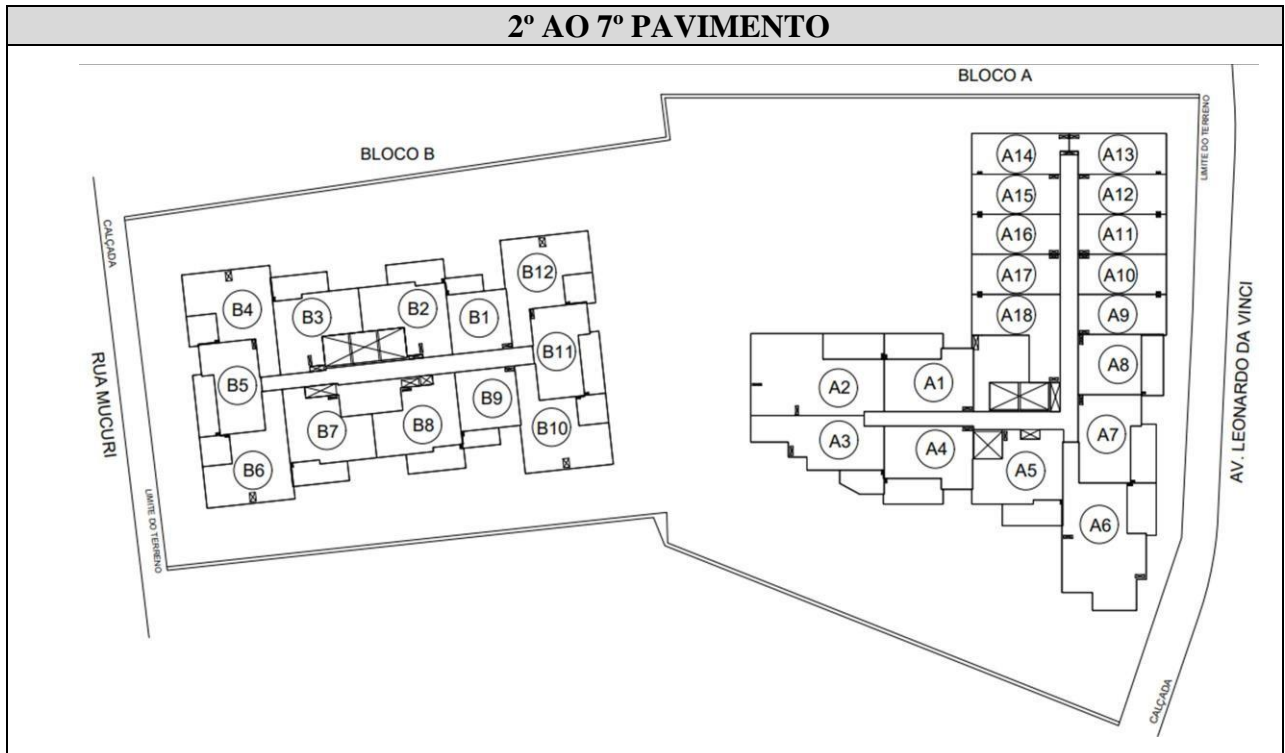 2º AO 7º PAVIMENTO
BLOCO A
BLOCO B
LIMITE DO TERRENO
CALÇADA
RUA MUCURI
LIMITE DO TERRENO
AV. LEONARDO DA VINCI
CALÇADA
A14
A13
A15
A12
A16
A11
A17
A10
A18
A9
A8
A2
A1
A7
A3
A4
A5
A6
B12
B4
B3
B2
B1
B11
B5
B9
B7
B8
B10
B6